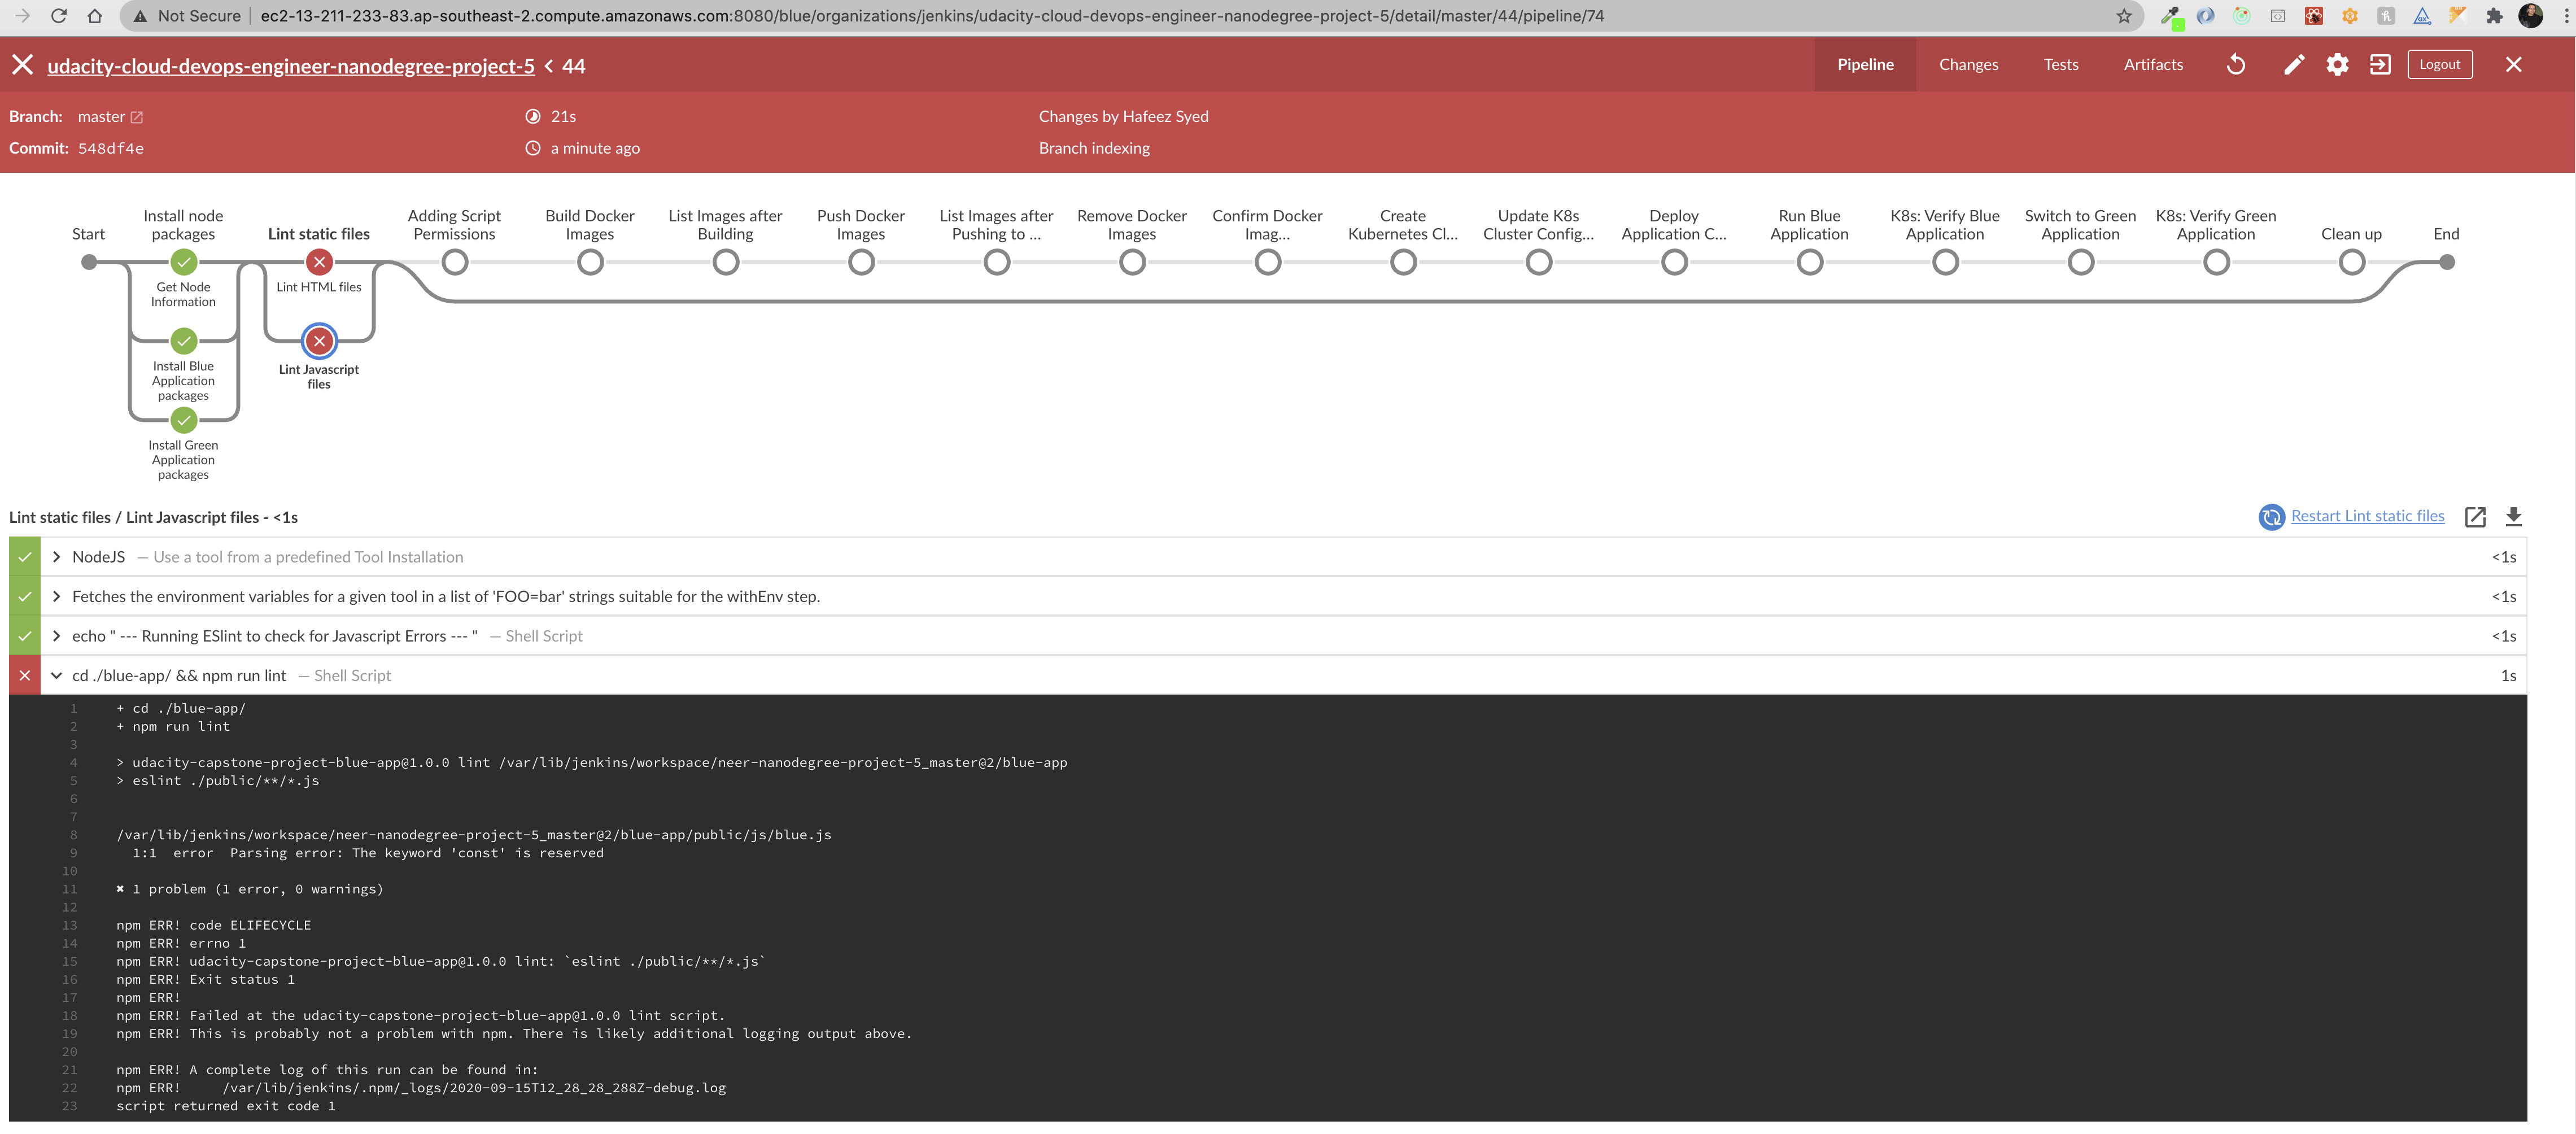 Not Secure
ec2-13-211-233-83.ap-southeast-2.compute.amazonaws.com:8080/blue/organizations/jenkins/udacity-cloud-devops-engineer-nanodegree-project-5/detail/master/44/pipeline/74
udacity-cloud-devops-engineer-nanodegree-project-5 < 44
Pipeline
Changes
Tests
Artifacts
Logout
Branch: master
21s
Changes by Hafeez Syed
Commit: 548df4e
a minute ago
Branch indexing
Start
Install node
packages
Get Node
Information
Install Blue
Application
packages
Install Green
Application
packages
Lint static files
Lint HTML files
Lint Javascript
files
Adding Script
Permissions
Build Docker
Images
List Images after
Building
Push Docker
Images
List Images after
Pushing to ...
Remove Docker
Images
Confirm Docker
Imag...
Create
Kubernetes Cl...
Update K8s
Cluster Config...
Deploy
Application C...
Run Blue
Application
K8s: Verify Blue
Application
Switch to Green
Application
K8s: Verify Green
Application
Clean up
End
Lint static files / Lint Javascript files - <1s
Restart Lint static files
NodeJS — Use a tool from a predefined Tool Installation <1s
Fetches the environment variables for a given tool in a list of 'FOO=bar' strings suitable for the withEnv step. <1s
echo " --- Running ESlint to check for Javascript Errors --- " — Shell Script <1s
cd ./blue-app/ && npm run lint — Shell Script 1s
1 + cd ./blue-app/
2 + npm run lint
3
4 > udacity-capstone-project-blue-app@1.0.0 lint /var/lib/jenkins/workspace/neer-nanodegree-project-5_master@2/blue-app
5 > eslint ./public/**/*.js
6
7
8 /var/lib/jenkins/workspace/neer-nanodegree-project-5_master@2/blue-app/public/js/blue.js
9 1:1 error Parsing error: The keyword 'const' is reserved
10
11 ✖ 1 problem (1 error, 0 warnings)
12
13 npm ERR! code ELIFECYCLE
14 npm ERR! errno 1
15 npm ERR! udacity-capstone-project-blue-app@1.0.0 lint: `eslint ./public/**/*.js`
16 npm ERR! Exit status 1
17 npm ERR!
18 npm ERR! Failed at the udacity-capstone-project-blue-app@1.0.0 lint script.
19 npm ERR! This is probably not a problem with npm. There is likely additional logging output above.
20
21 npm ERR! A complete log of this run can be found in:
22 npm ERR! /var/lib/jenkins/.npm/_logs/2020-09-15T12_28_28_288Z-debug.log
23 script returned exit code 1